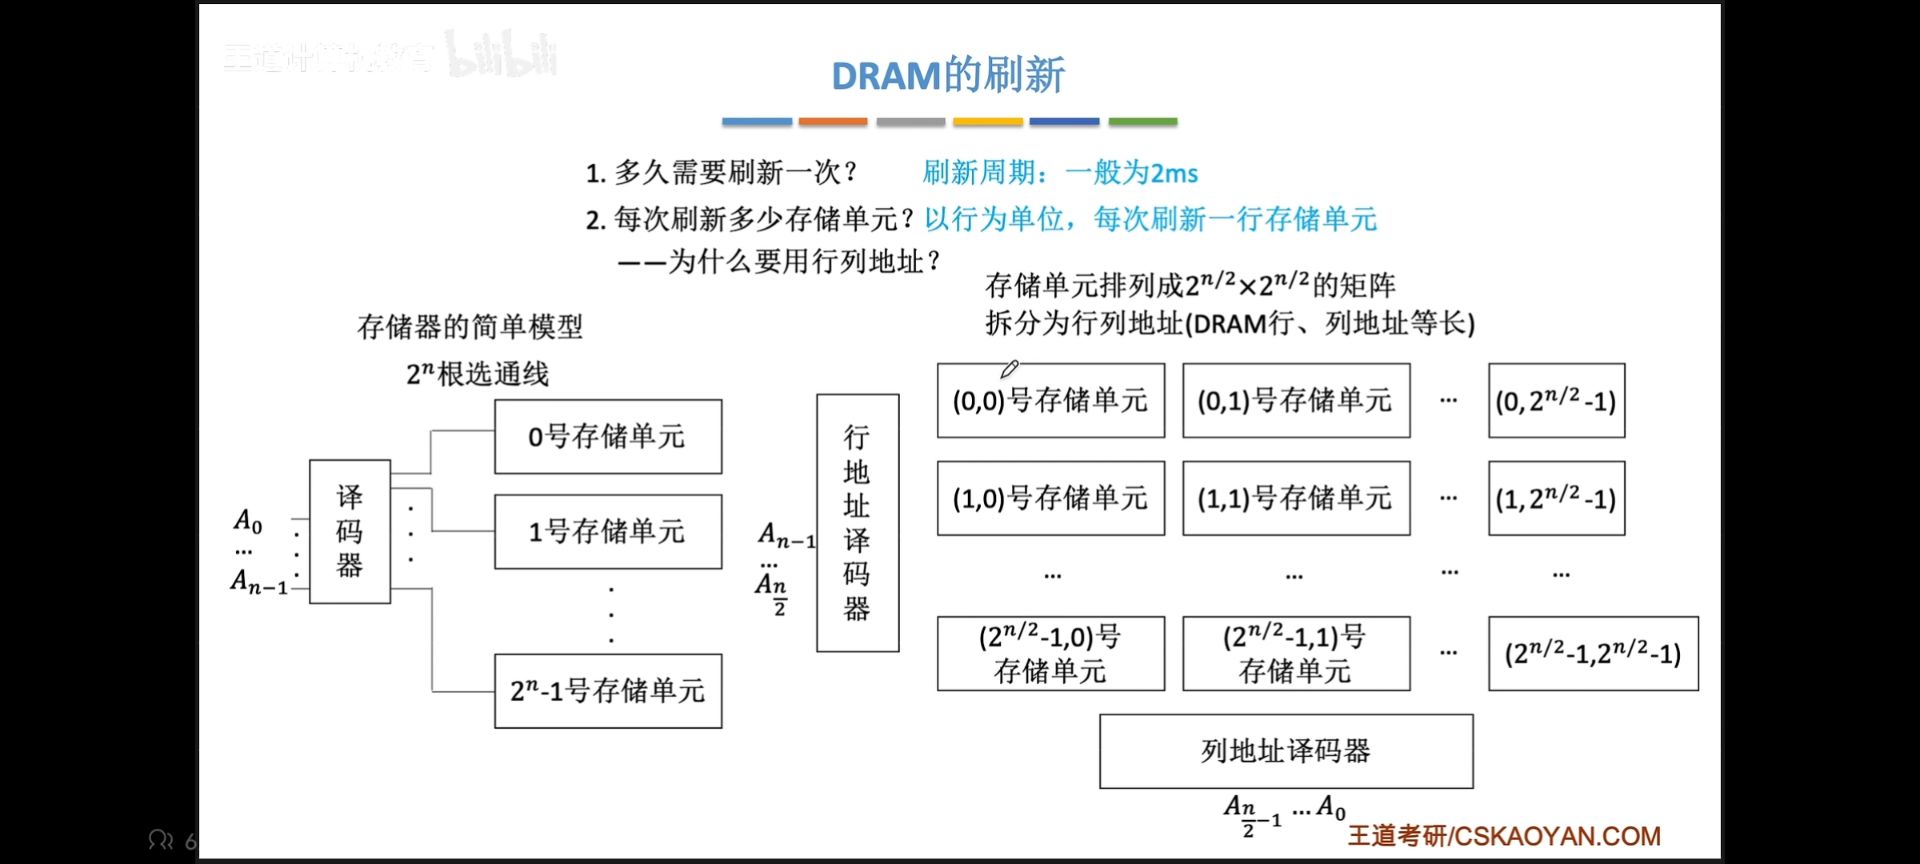 王道计算机教育 bilibili
DRAM的刷新
1. 多久需要刷新一次？ 刷新周期：一般为2ms
2. 每次刷新多少存储单元？以行为单位，每次刷新一行存储单元
——为什么要用行列地址？
存储单元排列成2^{n/2}×2^{n/2}的矩阵
拆分为行列地址(DRAM行、列地址等长)
存储器的简单模型
2^n根选通线
译码器
A_0
...
A_{n-1}
0号存储单元
1号存储单元
2^n-1号存储单元
行地址译码器
A_{n-1}
...
A_{n/2}
(0,0)号存储单元 (0,1)号存储单元 ... (0,2^{n/2}-1)
(1,0)号存储单元 (1,1)号存储单元 ... (1,2^{n/2}-1)
... ... ... ...
(2^{n/2}-1,0)号存储单元 (2^{n/2}-1,1)号存储单元 ... (2^{n/2}-1,2^{n/2}-1)
列地址译码器
A_{n/2-1} ...A_0
王道考研/CSKAOYAN.COM
6